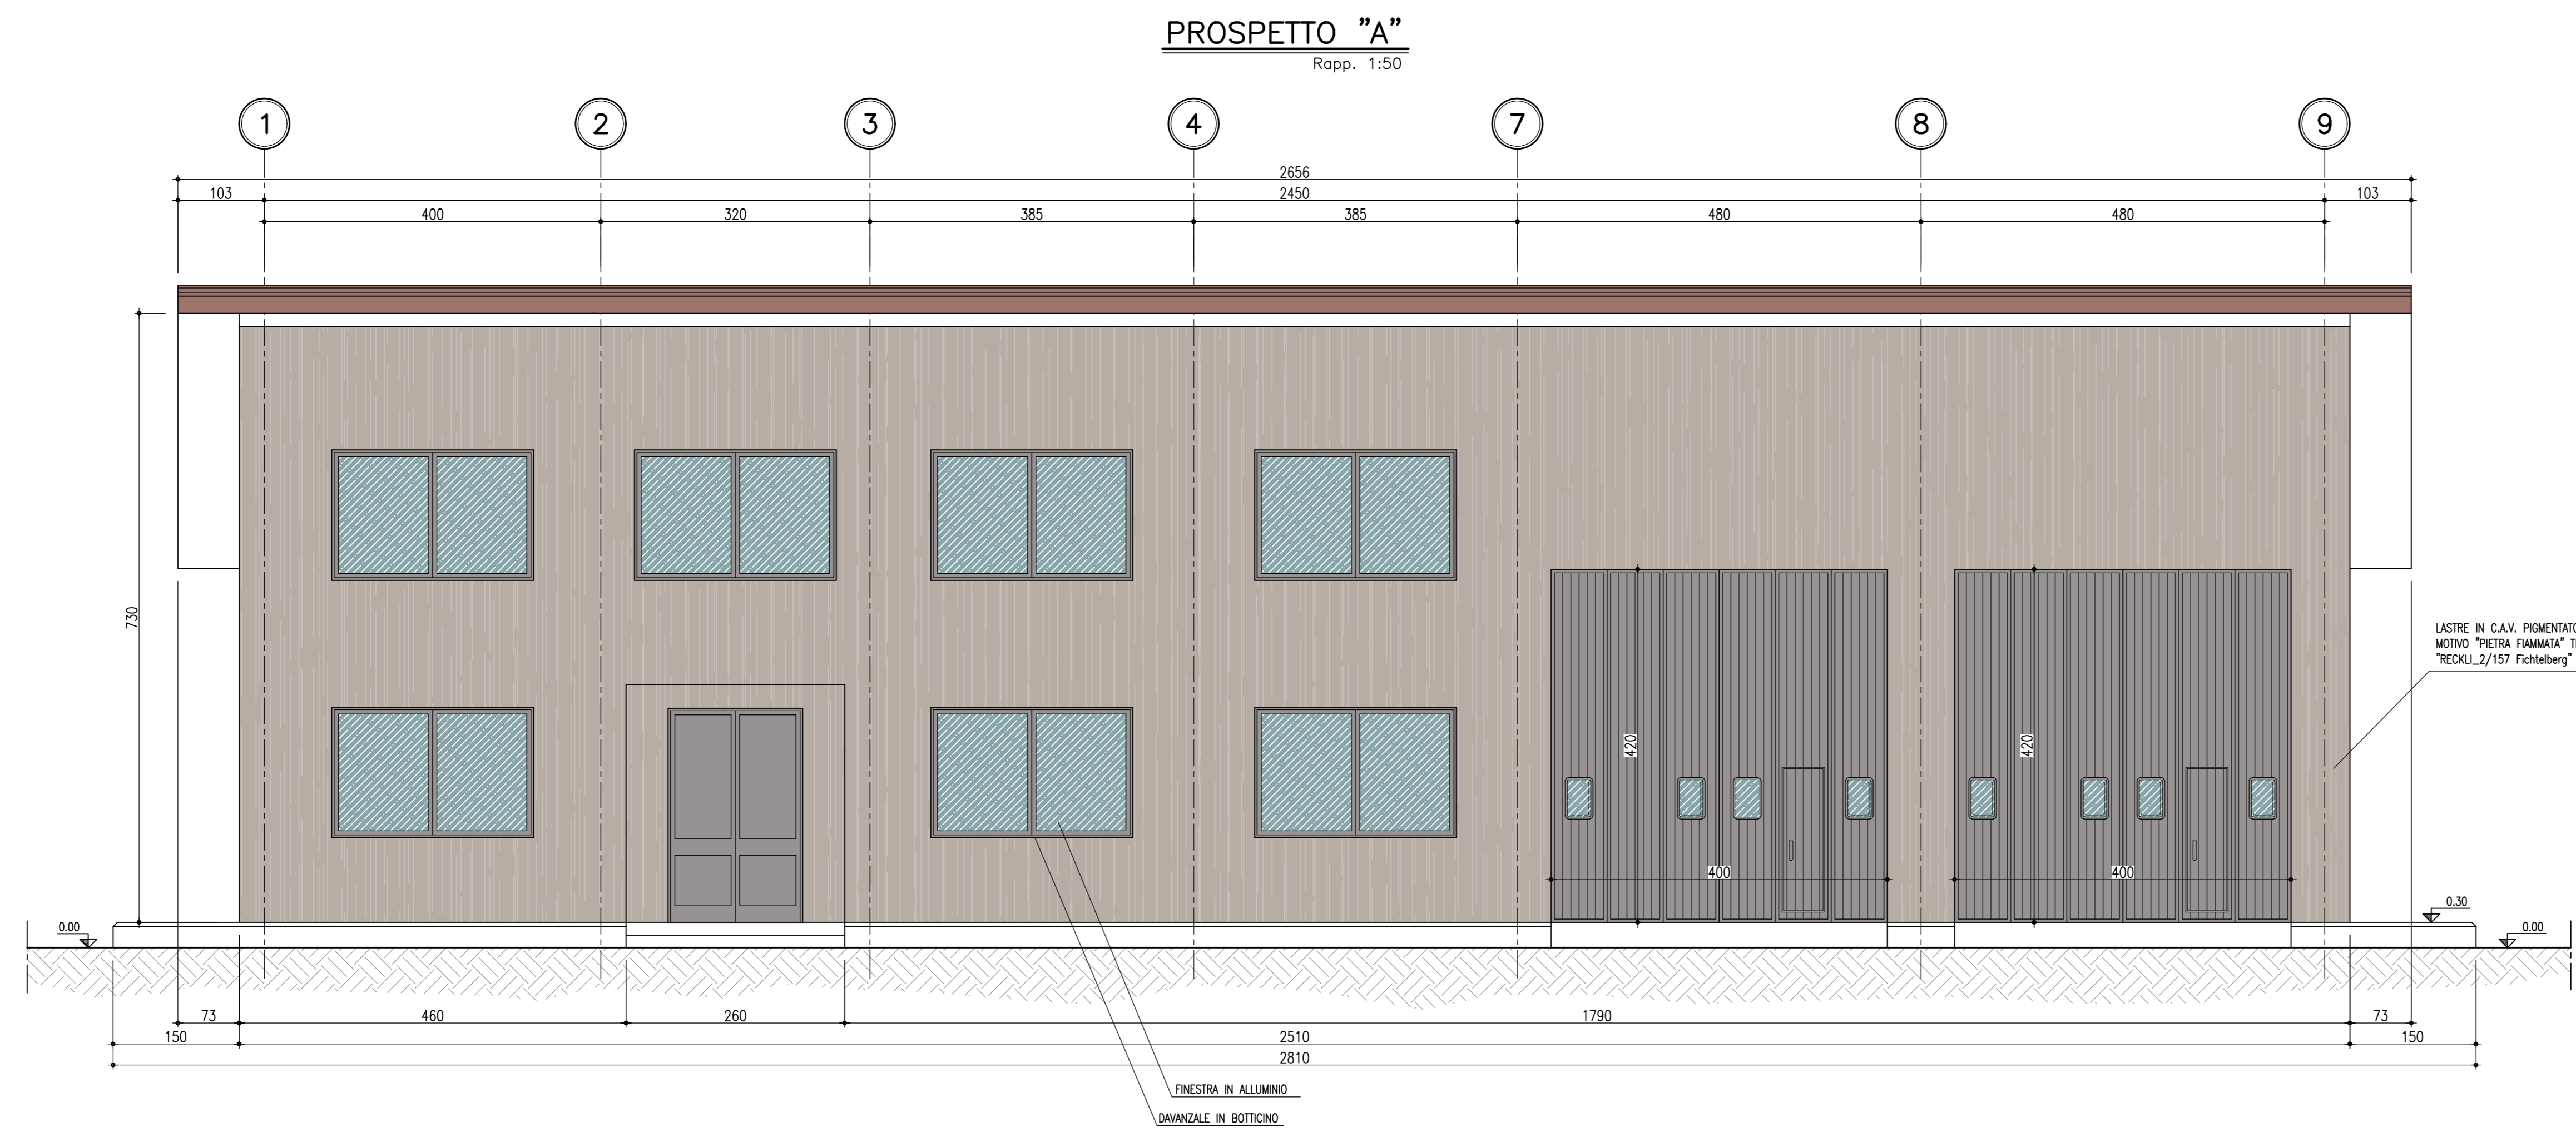 PROSPETTO "A"
Rapp. 1:50
1 2 3 4 7 8 9
2656
103 2450 103
400 320 385 385 480 480
730
LASTRE IN C.A.V. PIGMENTATO
MOTIVO "PIETRA FIAMMATA"
"RECKLI_2/157 Fichtelberg"
420 420
400 400
0.00 0.30 0.00
73 460 260 1790 73
150 2510 150
2810
FINESTRA IN ALLUMINIO
DAVANZALE IN BOTTICINO